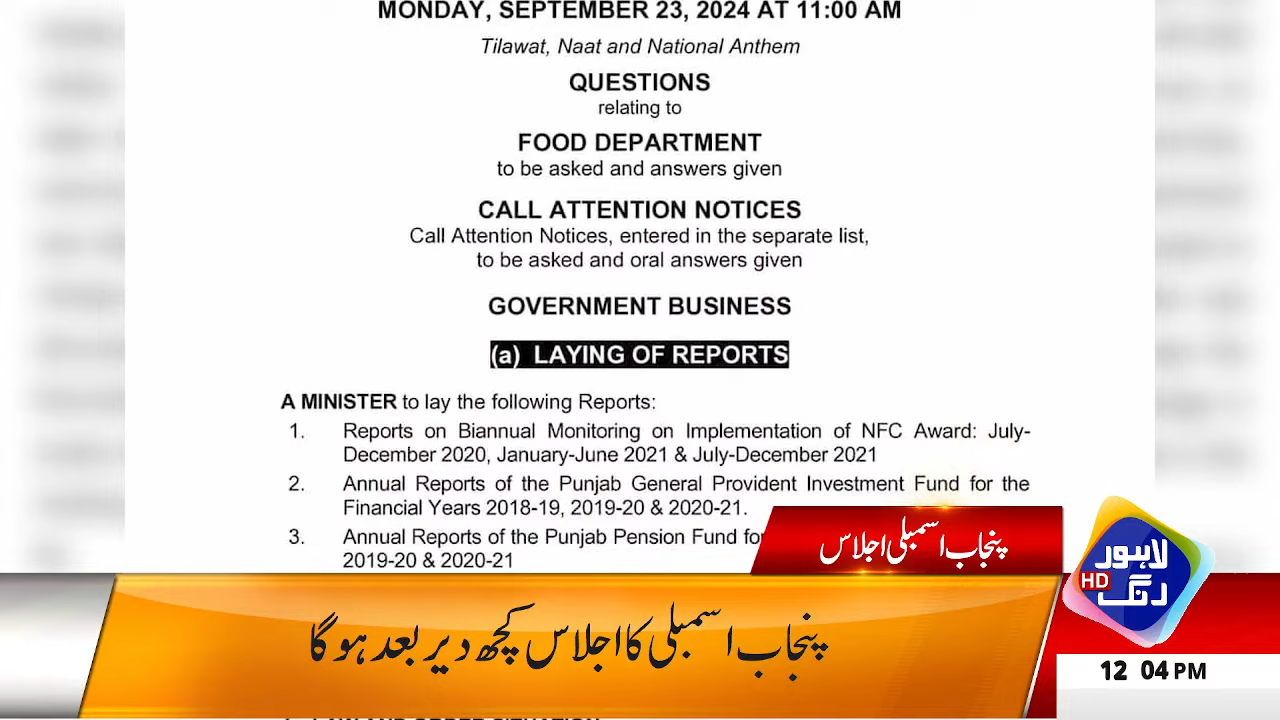 MONDAY, SEPTEMBER 23, 2024 AT 11:00 AM
Tilawat, Naat and National Anthem
QUESTIONS
relating to
FOOD DEPARTMENT
to be asked and answers given
CALL ATTENTION NOTICES
Call Attention Notices, entered in the separate list,
to be asked and oral answers given
GOVERNMENT BUSINESS
(a) LAYING OF REPORTS
A MINISTER to lay the following Reports:
1. Reports on Biannual Monitoring on Implementation of NFC Award: July-
December 2020, January-June 2021 & July-December 2021
2. Annual Reports of the Punjab General Provident Investment Fund for the
Financial Years 2018-19, 2019-20 & 2020-21.
3. Annual Reports of the Punjab Pension Fund for
2019-20 & 2020-21
پنجاب اسمبلی اجلاس
لاہور
رنگ
HD
پنجاب اسمبلی کا اجلاس کچھ دیر بعد ہو گا
12 04 PM